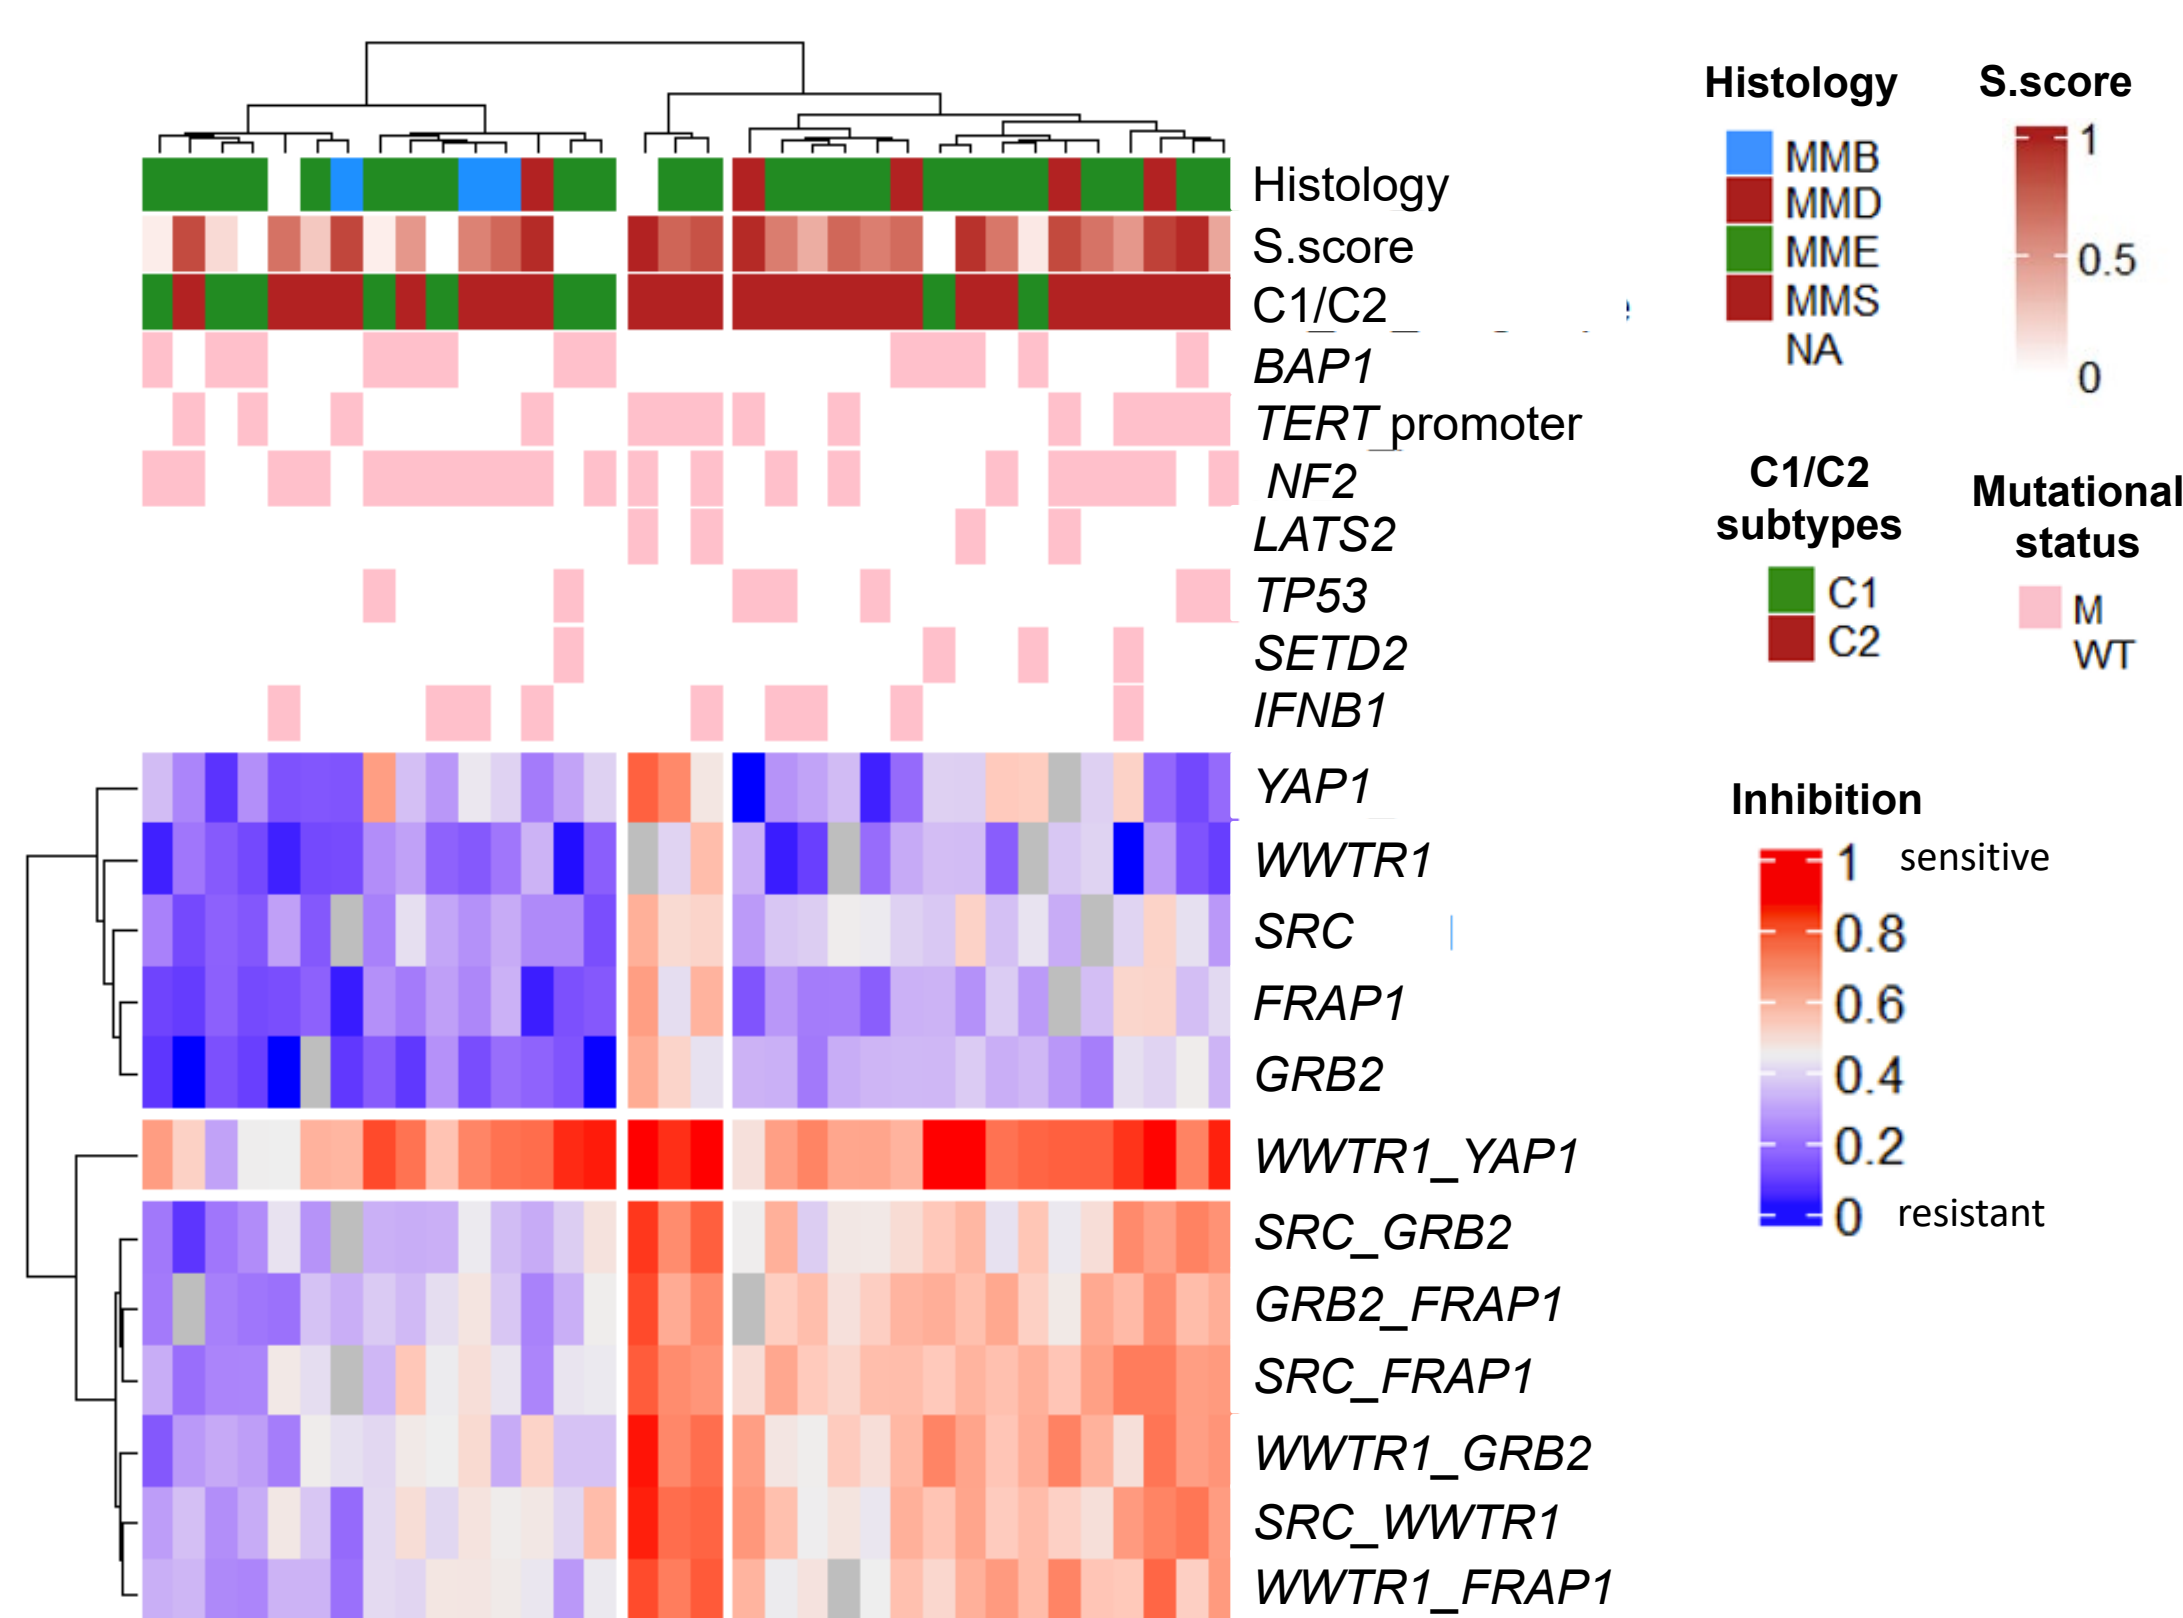 Histology
S.score
C1/C2
BAP1
TERT_promoter
NF2
LATS2
TP53
SETD2
IFNB1
YAP1
WWTR1
SRC
FRAP1
GRB2
WWTR1_YAP1
SRC_GRB2
GRB2_FRAP1
SRC_FRAP1
WWTR1_GRB2
SRC_WWTR1
WWTR1_FRAP1
Histology
MMB
MMD
MME
MMS
NA
S.score
1
0.5
0
C1/C2
subtypes
C1
C2
Mutational
status
M
WT
Inhibition
1 sensitive
0.8
0.6
0.4
0.2
0 resistant